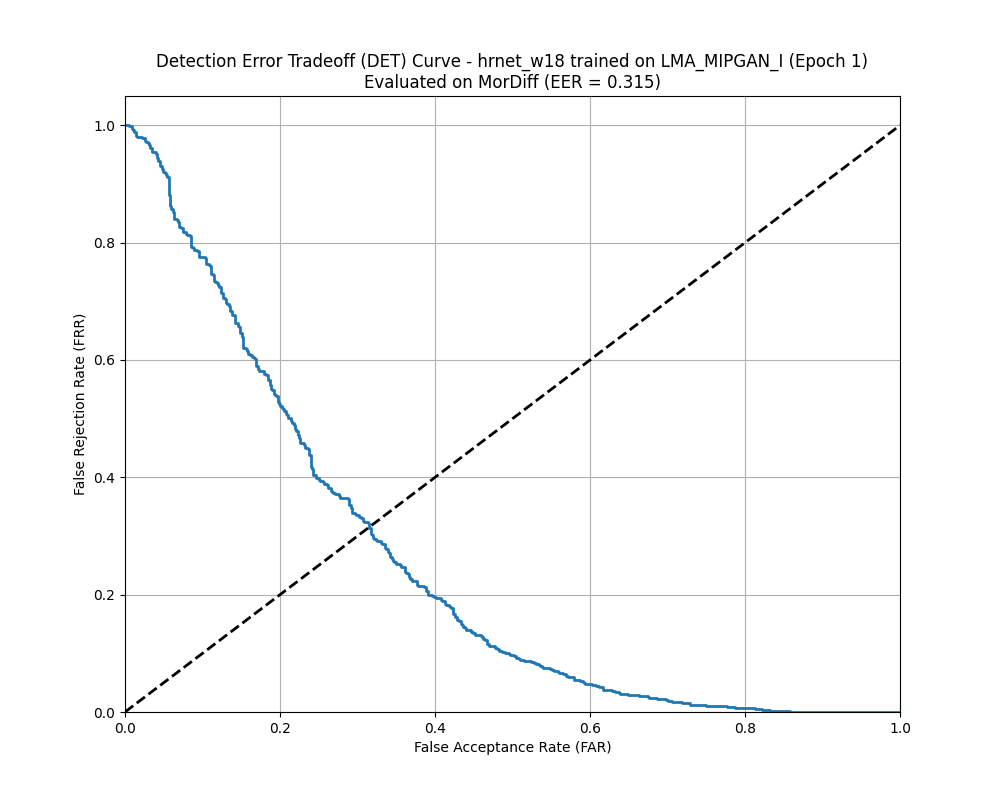 Detection Error Tradeoff (DET) Curve - hrnet_w18 trained on LMA_MIPGAN_I (Epoch 1)
Evaluated on MorDiff (EER = 0.315)
False Rejection Rate (FRR)
1.0
0.8
0.6
0.4
0.2
0.0
0.0 0.2 0.4 0.6 0.8 1.0
False Acceptance Rate (FAR)